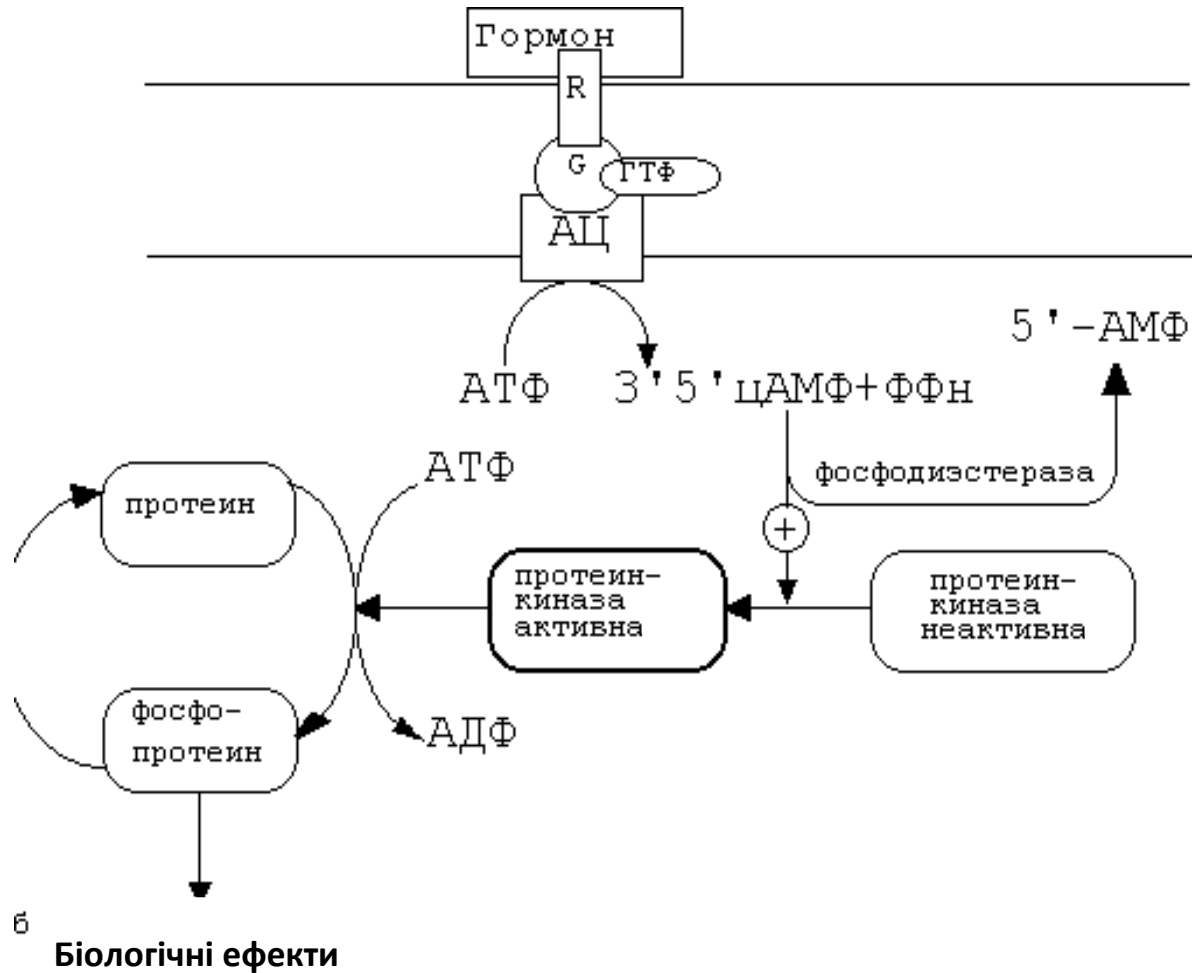 Гормон
R
G
ГТФ
АЦ
5'-АМФ
АТФ
3'5'цАМФ+ФФн
АТФ
фосфодиэстераза
протеин
+
протеин-
киназа
активна
протеин-
киназа
неактивна
фосфо-
протеин
АДФ
б
Біологічні ефекти